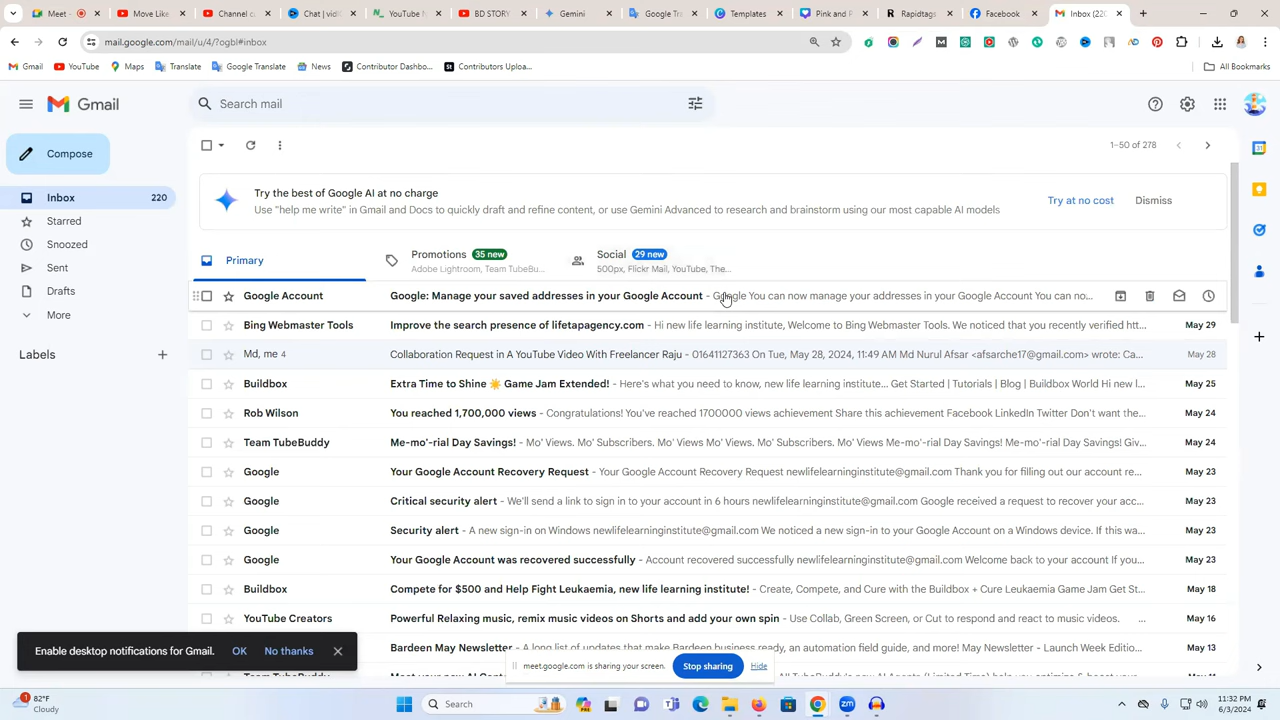 Meet
Move Licens
Channel c
Chat | vidI
Templat
BD STORY
Gemini
Google Tra
Templates
Pink and P
Rapidtags
Facebook
Inbox (220
mail.google.com/mail/u/4/?ogbl#inbox
Gmail YouTube Maps Translate Google Translate News Contributor Dashbo... Contributors Uploa... All Bookmarks
Gmail Search mail
Compose 1–50 of 278
Try the best of Google AI at no charge
Use "help me write" in Gmail and Docs to quickly draft and refine content, or use Gemini Advanced to research and brainstorm using our most capable AI models
Try at no cost Dismiss
Inbox 220
Starred
Snoozed
Sent
Drafts
More
Labels
Primary
Promotions 35 new
Adobe Lightroom, Team TubeBu...
Social 29 new
500px, Flickr Mail, YouTube, The...
Google Account Google: Manage your saved addresses in your Google Account - Google You can now manage your addresses in your Google Account You can no...
Bing Webmaster Tools Improve the search presence of lifetapagency.com - Hi new life learning institute, Welcome to Bing Webmaster Tools. We noticed that you recently verified htt... May 29
Md, me 4 Collaboration Request in A YouTube Video With Freelancer Raju - 01641127363 On Tue, May 28, 2024, 11:49 AM Md Nurul Afsar <afsarche17@gmail.com> wrote: Ca... May 28
Buildbox Extra Time to Shine ☀️ Game Jam Extended! - Here's what you need to know, new life learning institute... Get Started | Tutorials | Blog | Buildbox World Hi new l... May 25
Rob Wilson You reached 1,700,000 views - Congratulations! You've reached 1700000 views achievement Share this achievement Facebook LinkedIn Twitter Don't want the... May 24
Team TubeBuddy Me-mo'-rial Day Savings! - Mo' Views. Mo' Subscribers. Mo' Views Mo' Views. Mo' Subscribers. Mo' Views Me-mo'-rial Day Savings! Me-mo'-rial Day Savings! Giv... May 24
Google Your Google Account Recovery Request - Your Google Account Recovery Request newlifelearninginstitute@gmail.com Thank you for filling out our account re... May 23
Google Critical security alert - We'll send a link to sign in to your account in 6 hours newlifelearninginstitute@gmail.com Google received a request to recover your acc... May 23
Google Security alert - A new sign-in on Windows newlifelearninginstitute@gmail.com We noticed a new sign-in to your Google Account on a Windows device. If this wa... May 23
Google Your Google Account was recovered successfully - Account recovered successfully newlifelearninginstitute@gmail.com Welcome back to your account If you... May 23
Buildbox Compete for $500 and Help Fight Leukaemia, new life learning institute! - Create, Compete, and Cure with the Buildbox + Cure Leukaemia Game Jam Get St... May 18
YouTube Creators Powerful Relaxing music, remix music videos on Shorts and add your own spin - Use Collab, Green Screen, or Cut to respond and react to music videos. ... May 16
Bardeen May Newsletter - A long list of updates that make Bardeen business ready, an automation field guide, and more! May Newsletter - Launch Week Editio... May 13
Enable desktop notifications for Gmail. OK No thanks
meet.google.com is sharing your screen. Stop sharing Hide
1
82°F
Cloudy
Search
11:32 PM
6/3/2024